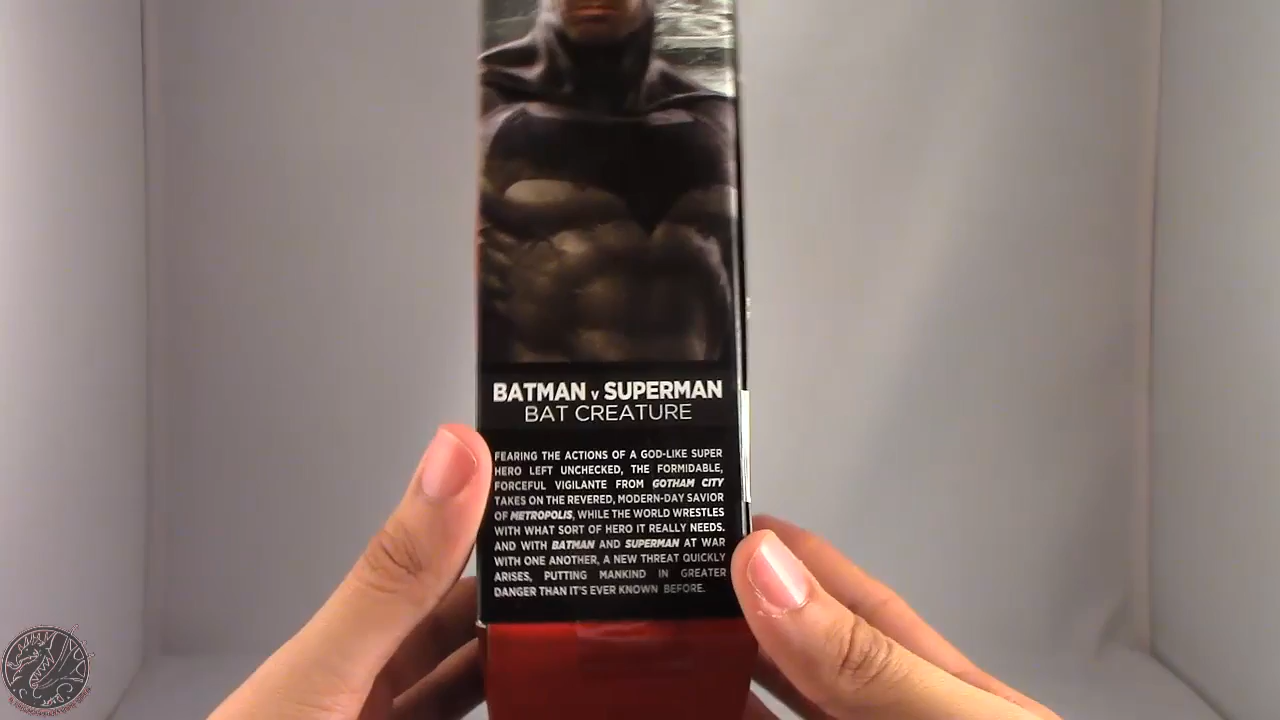 BATMAN v SUPERMAN
BAT CREATURE
FEARING THE ACTIONS OF A GOD-LIKE SUPER
HERO LEFT UNCHECKED, THE FORMIDABLE,
FORCEFUL VIGILANTE FROM GOTHAM CITY
TAKES ON THE REVERED, MODERN-DAY SAVIOR
OF METROPOLIS, WHILE THE WORLD WRESTLES
WITH WHAT SORT OF HERO IT REALLY NEEDS.
AND WITH BATMAN AND SUPERMAN AT WAR
WITH ONE ANOTHER, A NEW THREAT QUICKLY
ARISES, PUTTING MANKIND IN GREATER
DANGER THAN IT'S EVER KNOWN BEFORE.